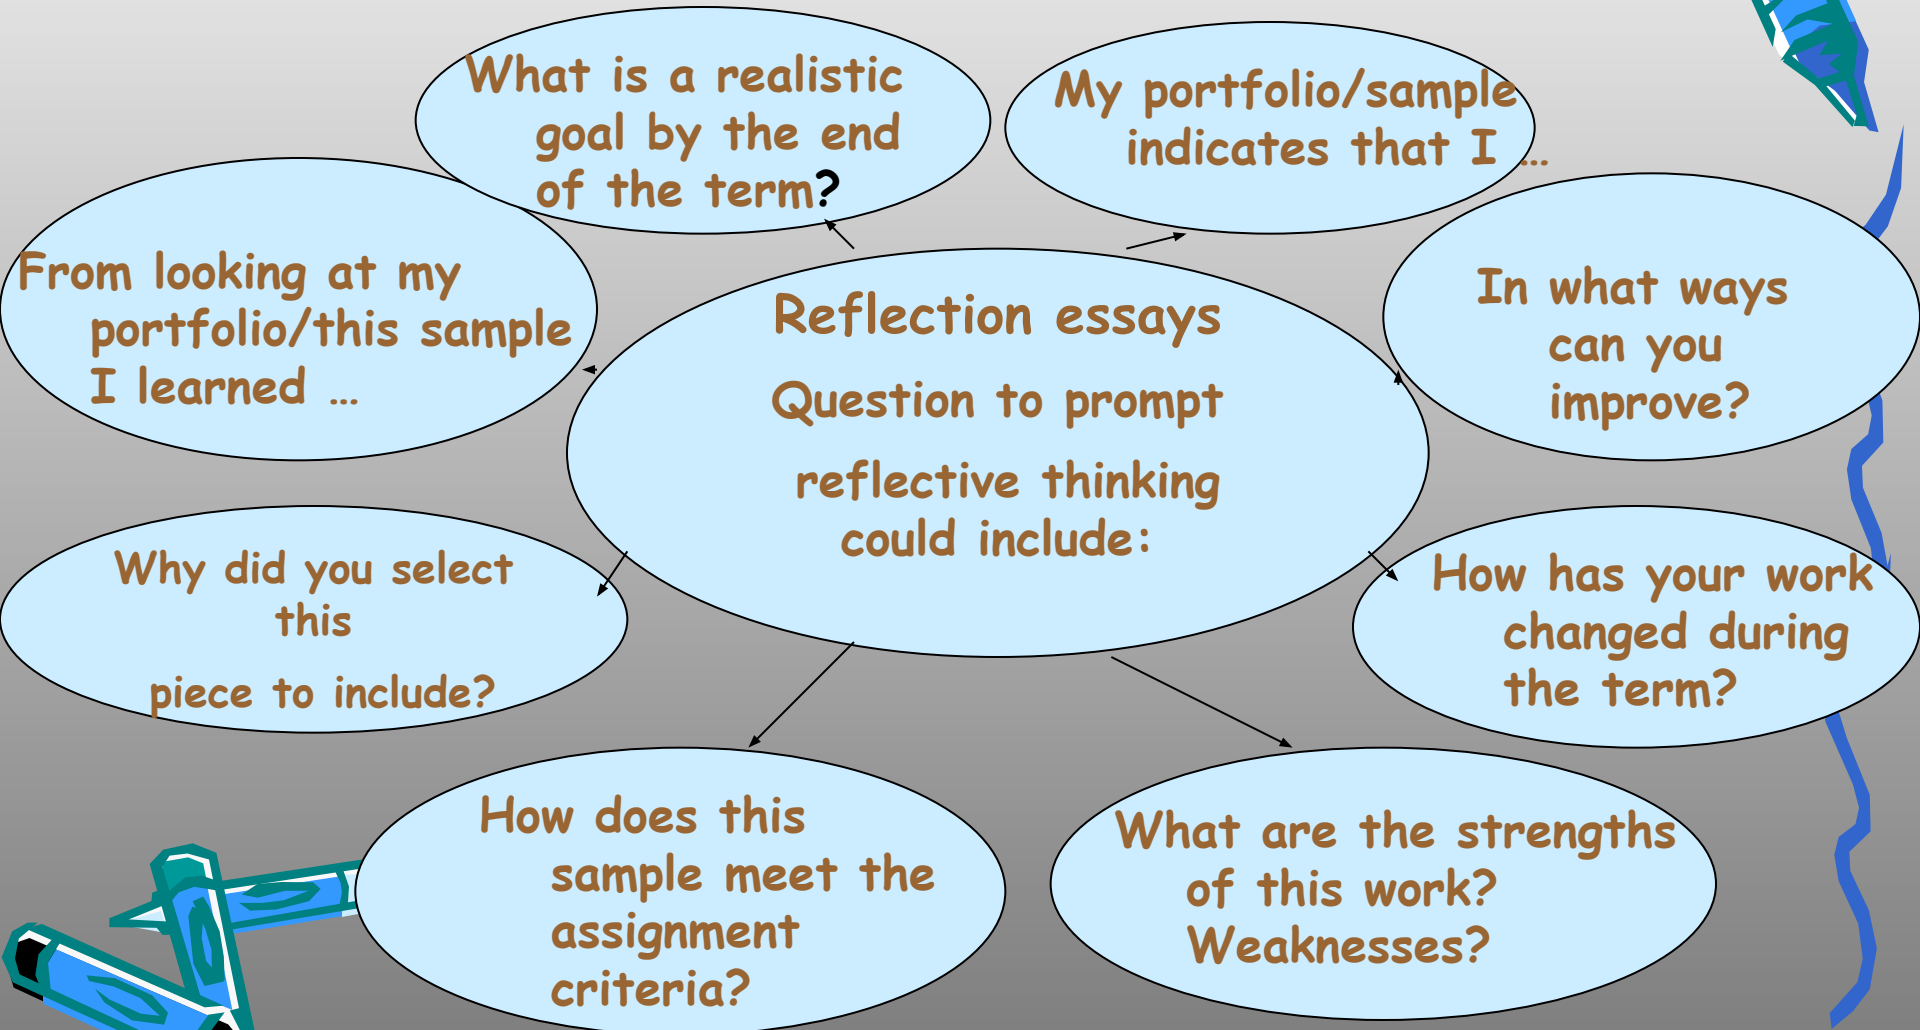 What is a realistic
goal by the end
of the term?
My portfolio/sample
indicates that I …
From looking at my
portfolio/this sample
I learned …
In what ways
can you
improve?
Reflection essays
Question to prompt
reflective thinking
could include:
Why did you select
this
piece to include?
How has your work
changed during
the term?
How does this
sample meet the
assignment
criteria?
What are the strengths
of this work?
Weaknesses?